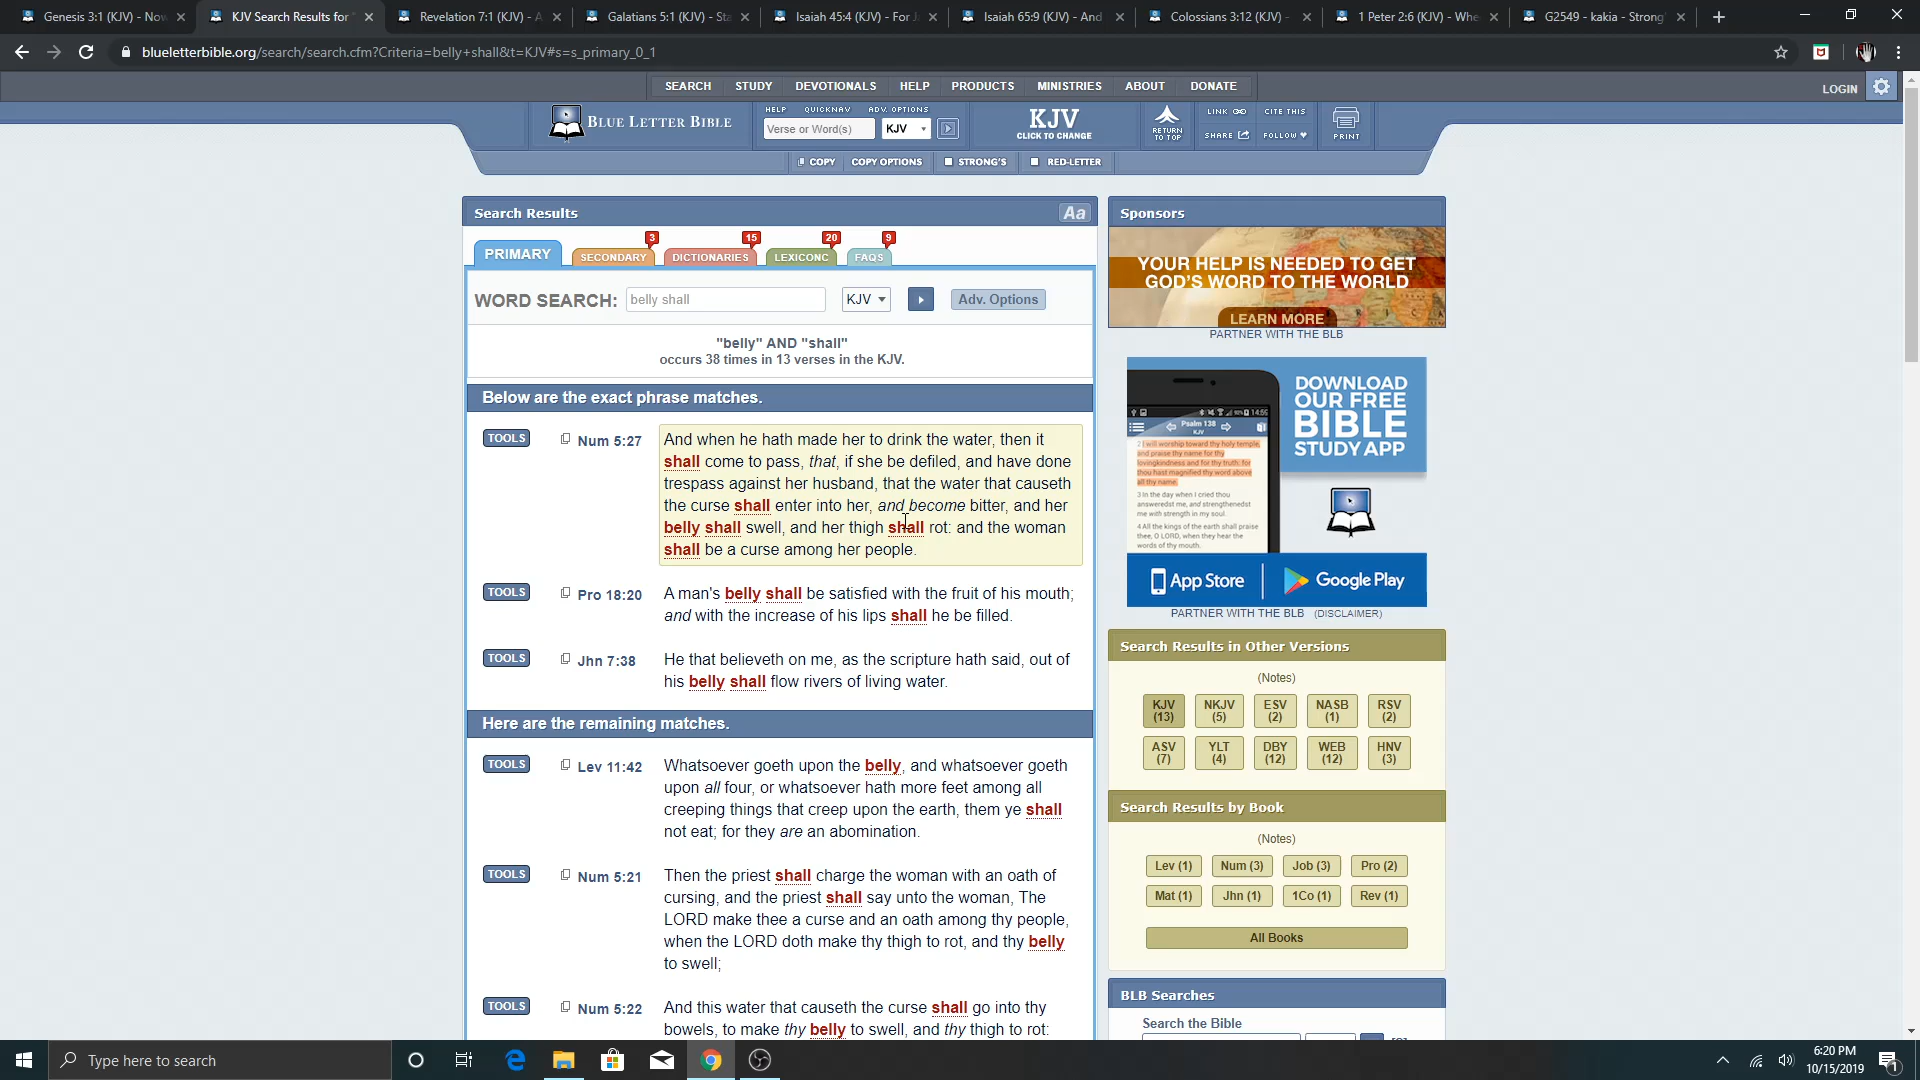 Genesis 3:1 (KJV) - Now
KJV Search Results for "
Revelation 7:1 (KJV) - A
Galatians 5:1 (KJV) - Sta
Isaiah 45:4 (KJV) - For J
Isaiah 65:9 (KJV) - And
Colossians 3:12 (KJV) -
1 Peter 2:6 (KJV) - Whe
G2549 - kakia - Strong'
blueletterbible.org/search/search.cfm?Criteria=belly+shall&t=KJV#s=s_primary_0_1
SEARCH STUDY DEVOTIONALS HELP PRODUCTS MINISTRIES ABOUT DONATE
LOGIN
BLUE LETTER BIBLE
HELP QUICKNAV ADV. OPTIONS
Verse or Word(s) KJV
KJV
CLICK TO CHANGE
RETURN
TO TOP
LINK CITE THIS
SHARE FOLLOW
PRINT
COPY COPY OPTIONS STRONG'S RED-LETTER
Search Results Aa
PRIMARY
SECONDARY 3
DICTIONARIES 15
LEXICONC 20
FAQS 9
WORD SEARCH: belly shall KJV Adv. Options
"belly" AND "shall"
occurs 38 times in 13 verses in the KJV.
Below are the exact phrase matches.
TOOLS Num 5:27 And when he hath made her to drink the water, then it
shall come to pass, that, if she be defiled, and have done
trespass against her husband, that the water that causeth
the curse shall enter into her, and become bitter, and her
belly shall swell, and her thigh shall rot: and the woman
shall be a curse among her people.
TOOLS Pro 18:20 A man's belly shall be satisfied with the fruit of his mouth;
and with the increase of his lips shall he be filled.
TOOLS Jhn 7:38 He that believeth on me, as the scripture hath said, out of
his belly shall flow rivers of living water.
Here are the remaining matches.
TOOLS Lev 11:42 Whatsoever goeth upon the belly, and whatsoever goeth
upon all four, or whatsoever hath more feet among all
creeping things that creep upon the earth, them ye shall
not eat; for they are an abomination.
TOOLS Num 5:21 Then the priest shall charge the woman with an oath of
cursing, and the priest shall say unto the woman, The
LORD make thee a curse and an oath among thy people,
when the LORD doth make thy thigh to rot, and thy belly
to swell;
TOOLS Num 5:22 And this water that causeth the curse shall go into thy
bowels, to make thy belly to swell, and thy thigh to rot:
Sponsors
YOUR HELP IS NEEDED TO GET
GOD'S WORD TO THE WORLD
LEARN MORE
PARTNER WITH THE BLB
Psalm 138
KJV
DOWNLOAD
OUR FREE
BIBLE
STUDY APP
App Store Google Play
PARTNER WITH THE BLB (DISCLAIMER)
Search Results in Other Versions
(Notes)
KJV (13) NKJV (5) ESV (2) NASB (1) RSV (2)
ASV (7) YLT (4) DBY (12) WEB (12) HNV (3)
Search Results by Book
(Notes)
Lev (1) Num (3) Job (3) Pro (2)
Mat (1) Jhn (1) 1Co (1) Rev (1)
All Books
BLB Searches
Search the Bible
Type here to search
6:20 PM
10/15/2019
1